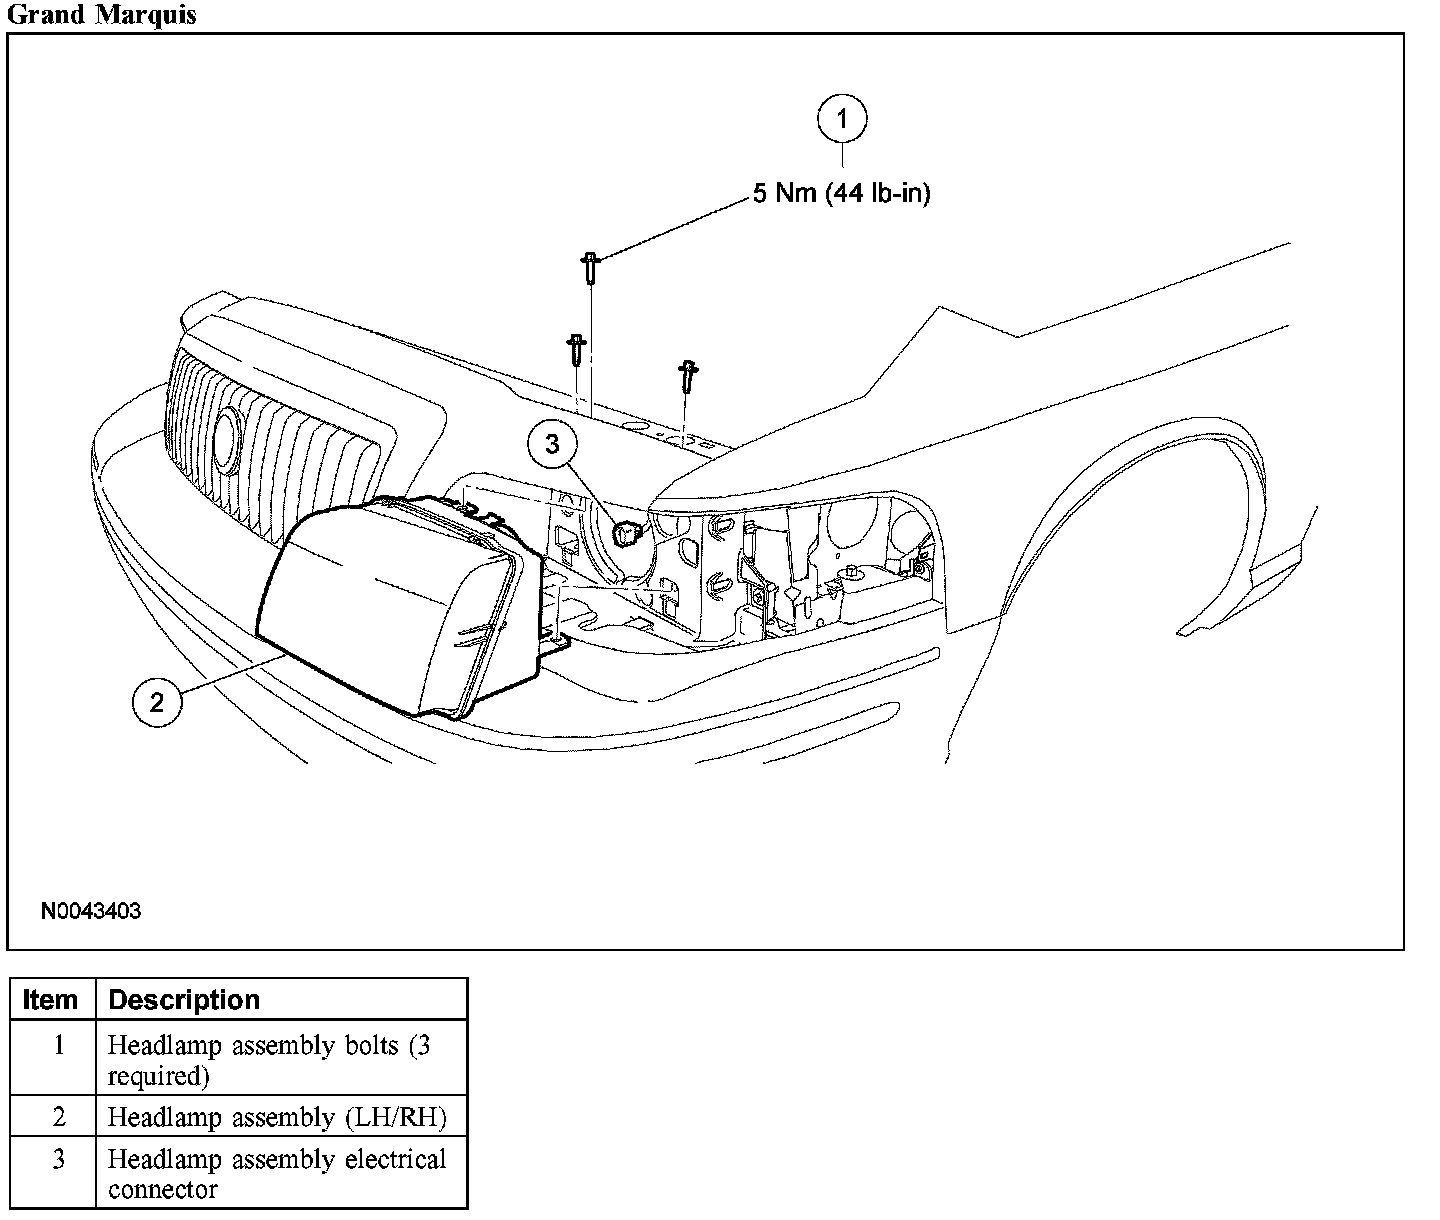 Grand Marquis
1
5 Nm (44 lb-in)
3
2
N0043403
Item Description
1 Headlamp assembly bolts (3
required)
2 Headlamp assembly (LH/RH)
3 Headlamp assembly electrical
connector